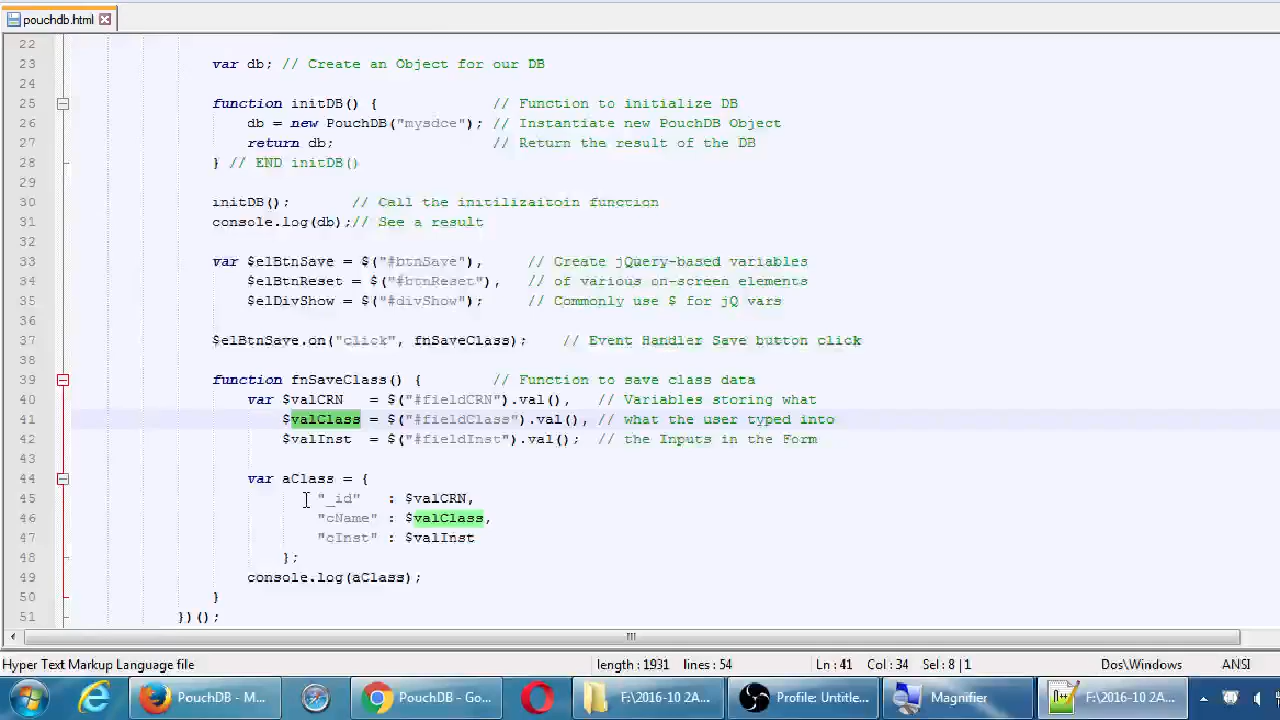 pouchdb.html
22
23 var db; // Create an Object for our DB
24
25 function initDB() { // Function to initialize DB
26 db = new PouchDB("mysdce"); // Instantiate new PouchDB Object
27 return db; // Return the result of the DB
28 } // END initDB()
29
30 initDB(); // Call the initilizaitoin function
31 console.log(db);// See a result
32
33 var $elBtnSave = $("#btnSave"), // Create jQuery-based variables
34 $elBtnReset = $("#btnReset"), // of various on-screen elements
35 $elDivShow = $("#divShow"); // Commonly use $ for jQ vars
36
37 $elBtnSave.on("click", fnSaveClass); // Event Handler Save button click
38
39 function fnSaveClass() { // Function to save class data
40 var $valCRN = $("#fieldCRN").val(), // Variables storing what
41 $valClass = $("#fieldClass").val(), // what the user typed into
42 $valInst = $("#fieldInst").val(); // the Inputs in the Form
43
44 var aClass = {
45 "_id" : $valCRN,
46 "cName" : $valClass,
47 "cInst" : $valInst
48 };
49 console.log(aClass);
50 }
51 })();
Hyper Text Markup Language file length : 1931 lines : 54 Ln : 41 Col : 34 Sel : 8 | 1 Dos\Windows ANSI
PouchDB - M... PouchDB - Go... F:\2016-10 2A... Profile: Untitle... Magnifier F:\2016-10 2A...